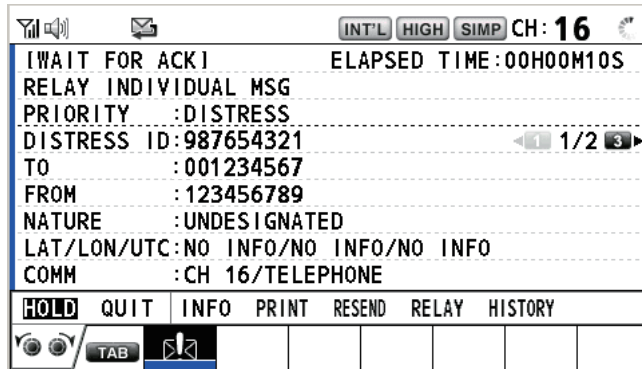 INT'L HIGH SIMP CH: 16
[WAIT FOR ACK] ELAPSED TIME:00H00M10S
RELAY INDIVIDUAL MSG
PRIORITY :DISTRESS
DISTRESS ID:987654321 1 1/2 3
TO :001234567
FROM :123456789
NATURE :UNDESIGNATED
LAT/LON/UTC:NO INFO/NO INFO/NO INFO
COMM :CH 16/TELEPHONE
HOLD QUIT INFO PRINT RESEND RELAY HISTORY
TAB